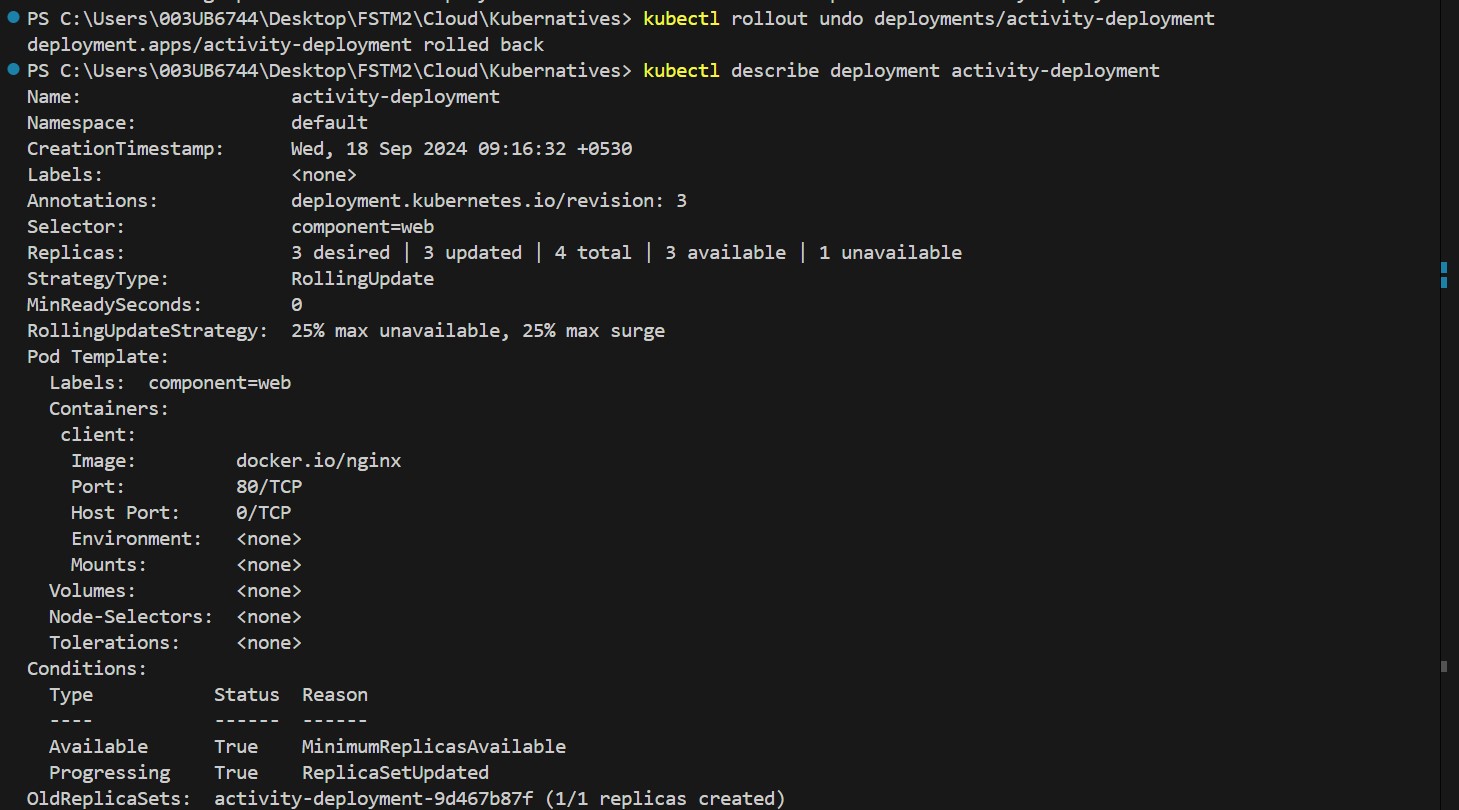 PS C:\Users\003UB6744\Desktop\FSTM2\Cloud\Kubernatives> kubectl rollout undo deployments/activity-deployment
deployment.apps/activity-deployment rolled back
PS C:\Users\003UB6744\Desktop\FSTM2\Cloud\Kubernatives> kubectl describe deployment activity-deployment
Name:                   activity-deployment
Namespace:              default
CreationTimestamp:      Wed, 18 Sep 2024 09:16:32 +0530
Labels:                 <none>
Annotations:            deployment.kubernetes.io/revision: 3
Selector:               component=web
Replicas:               3 desired | 3 updated | 4 total | 3 available | 1 unavailable
StrategyType:           RollingUpdate
MinReadySeconds:        0
RollingUpdateStrategy:  25% max unavailable, 25% max surge
Pod Template:
  Labels:  component=web
  Containers:
   client:
    Image:         docker.io/nginx
    Port:          80/TCP
    Host Port:     0/TCP
    Environment:   <none>
    Mounts:        <none>
  Volumes:         <none>
  Node-Selectors:  <none>
  Tolerations:     <none>
Conditions:
  Type           Status  Reason
  ----           ------  ------
  Available      True    MinimumReplicasAvailable
  Progressing    True    ReplicaSetUpdated
OldReplicaSets:  activity-deployment-9d467b87f (1/1 replicas created)